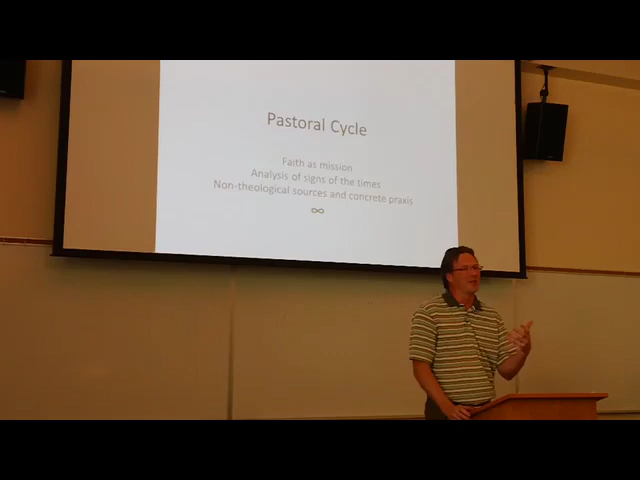 Pastoral Cycle
Faith as mission
Analysis of signs of the times
Non-theological sources and concrete praxis
∞